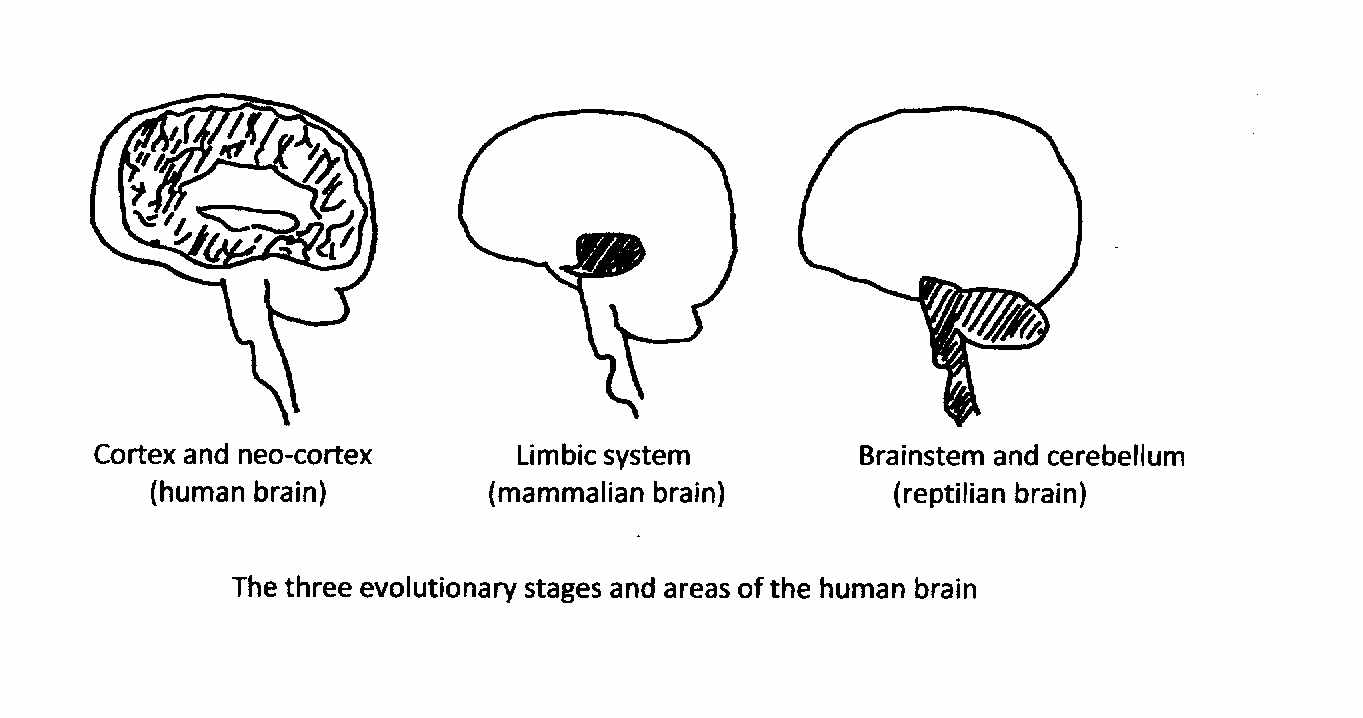 Cortex and neo-cortex
(human brain)
Limbic system
(mammalian brain)
Brainstem and cerebellum
(reptilian brain)
The three evolutionary stages and areas of the human brain